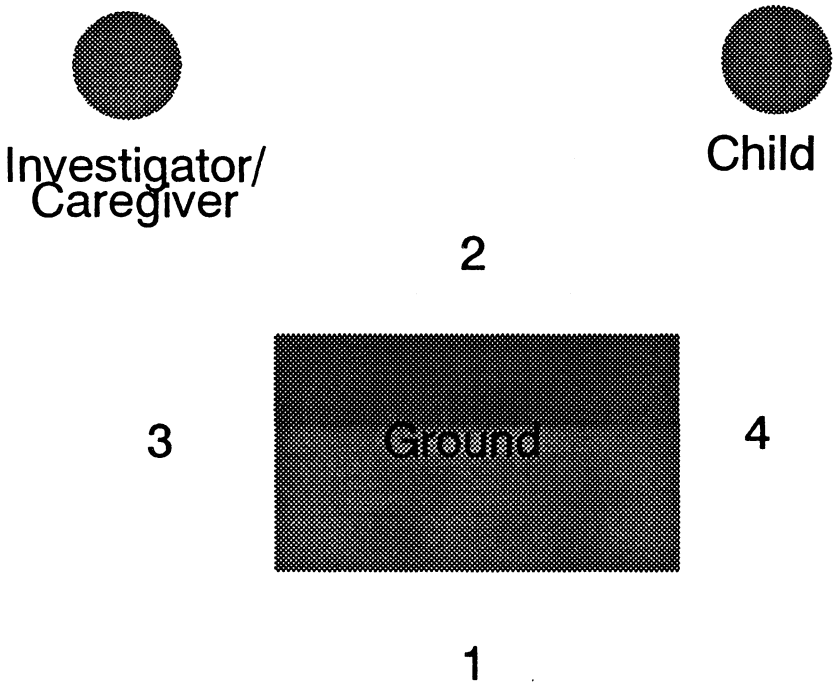 Investigator/
Caregiver
Child
2
3
Ground
4
1